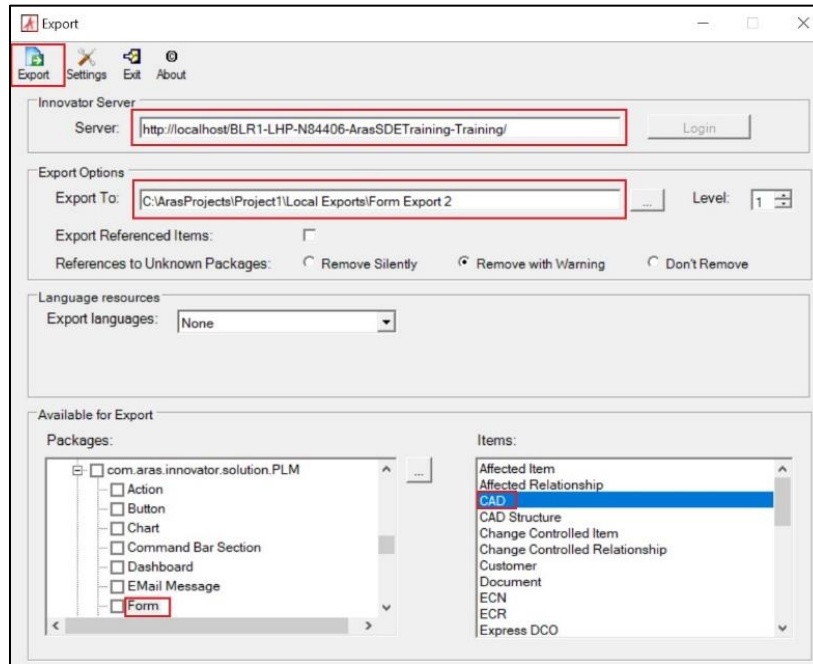 Export
Export Settings Exit About
Innovator Server
Server: http://localhost/BLR1-LHP-N84406-ArasSDETraining-Training/ Login
Export Options
Export To: C:\ArasProjects\Project1\Local Exports\Form Export 2 ... Level: 1
Export Referenced Items:
References to Unknown Packages: Remove Silently Remove with Warning Don't Remove
Language resources
Export languages: None
Available for Export
Packages:
com.aras.innovator.solution.PLM ...
Action
Button
Chart
Command Bar Section
Dashboard
EMail Message
Form
Items:
Affected Item
Affected Relationship
CAD
CAD Structure
Change Controlled Item
Change Controlled Relationship
Customer
Document
ECN
ECR
Express DCO